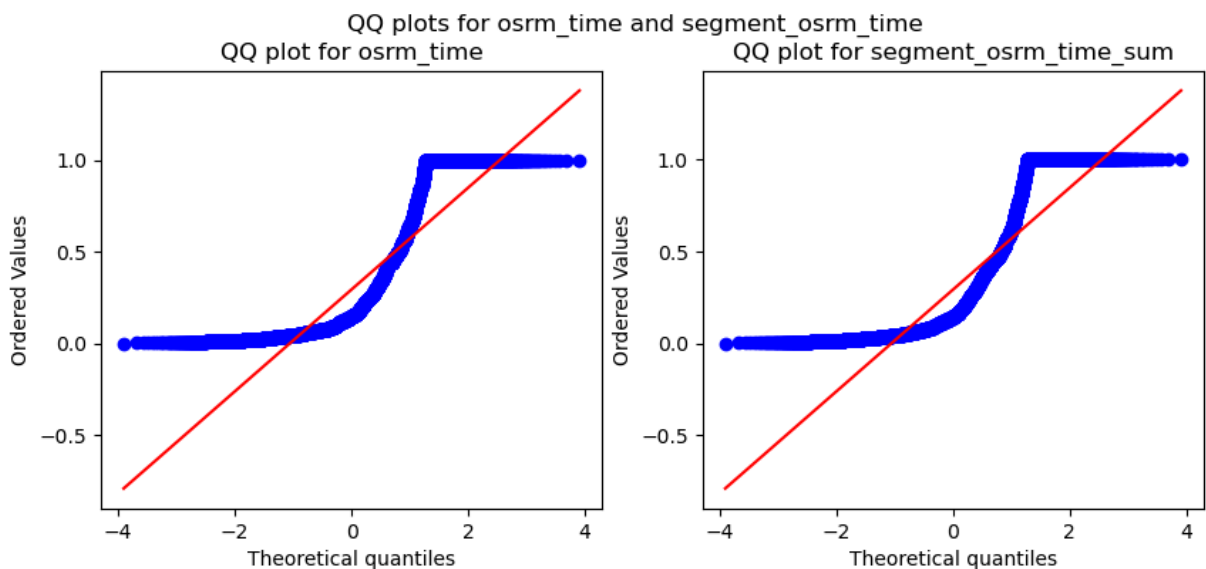 QQ plots for osrm_time and segment_osrm_time
QQ plot for osrm_time
1.0
0.5
0.0
−0.5
Ordered Values
−4
−2
0
2
4
Theoretical quantiles
QQ plot for segment_osrm_time_sum
1.0
0.5
0.0
−0.5
Ordered Values
−4
−2
0
2
4
Theoretical quantiles